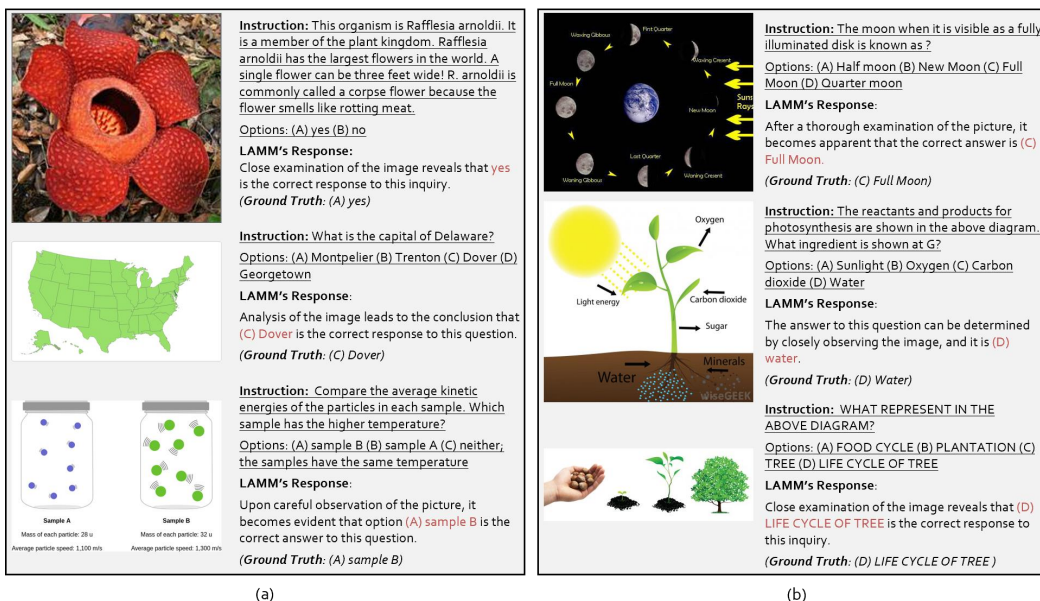 Instruction: This organism is Rafflesia arnoldii. It
is a member of the plant kingdom. Rafflesia
arnoldii has the largest flowers in the world. A
single flower can be three feet wide! R. arnoldii is
commonly called a corpse flower because the
flower smells like rotting meat.
Options: (A) yes (B) no
LAMM's Response:
Close examination of the image reveals that yes
is the correct response to this inquiry.
(Ground Truth: (A) yes)
Instruction: What is the capital of Delaware?
Options: (A) Montpelier (B) Trenton (C) Dover (D)
Georgetown
LAMM's Response:
Analysis of the image leads to the conclusion that
(C) Dover is the correct response to this question.
(Ground Truth: (C) Dover)
Sample A
Mass of each particle: 28 u
Average particle speed: 1,100 m/s
Sample B
Mass of each particle: 32 u
Average particle speed: 1,300 m/s
Instruction: Compare the average kinetic
energies of the particles in each sample. Which
sample has the higher temperature?
Options: (A) sample B (B) sample A (C) neither;
the samples have the same temperature
LAMM's Response:
Upon careful observation of the picture, it
becomes evident that option (A) sample B is the
correct answer to this question.
(Ground Truth: (A) sample B)
(a)
First Quarter
Waxing Gibbous
Waxing Cresent
Full Moon
New Moon
Sun's
Rays
Last Quarter
Waning Gibbous
Waning Cresent
Instruction: The moon when it is visible as a fully
illuminated disk is known as ?
Options: (A) Half moon (B) New Moon (C) Full
Moon (D) Quarter moon
LAMM's Response:
After a thorough examination of the picture, it
becomes apparent that the correct answer is (C)
Full Moon.
(Ground Truth: (C) Full Moon)
Oxygen
Light energy
Carbon dioxide
Sugar
Water
Minerals
wiseGEEK
Instruction: The reactants and products for
photosynthesis are shown in the above diagram.
What ingredient is shown at G?
Options: (A) Sunlight (B) Oxygen (C) Carbon
dioxide (D) Water
LAMM's Response:
The answer to this question can be determined
by closely observing the image, and it is (D)
water.
(Ground Truth: (D) Water)
Instruction: WHAT REPRESENT IN THE
ABOVE DIAGRAM?
Options: (A) FOOD CYCLE (B) PLANTATION (C)
TREE (D) LIFE CYCLE OF TREE
LAMM's Response:
Close examination of the image reveals that (D)
LIFE CYCLE OF TREE is the correct response to
this inquiry.
(Ground Truth: (D) LIFE CYCLE OF TREE )
(b)